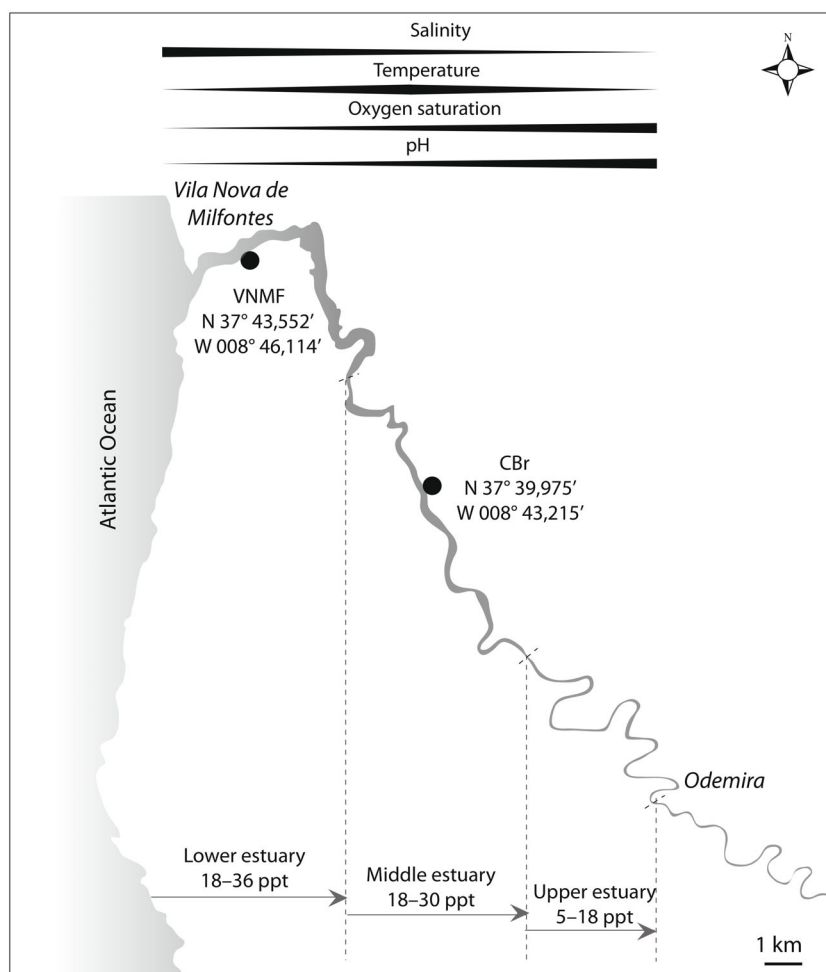 Salinity
N
Temperature
Oxygen saturation
pH
Vila Nova de
Milfontes
VNMF
N 37° 43,552’
W 008° 46,114’
Atlantic Ocean
CBr
N 37° 39,975’
W 008° 43,215’
Odemira
Lower estuary
18–36 ppt
Middle estuary
18–30 ppt
Upper estuary
5–18 ppt
1 km